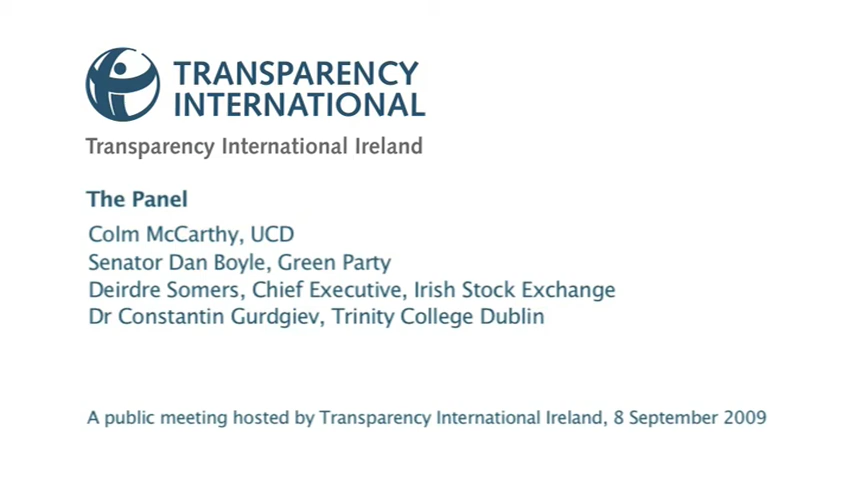 TRANSPARENCY
INTERNATIONAL
Transparency International Ireland
The Panel
Colm McCarthy, UCD
Senator Dan Boyle, Green Party
Deirdre Somers, Chief Executive, Irish Stock Exchange
Dr Constantin Gurdgiev, Trinity College Dublin
A public meeting hosted by Transparency International Ireland, 8 September 2009